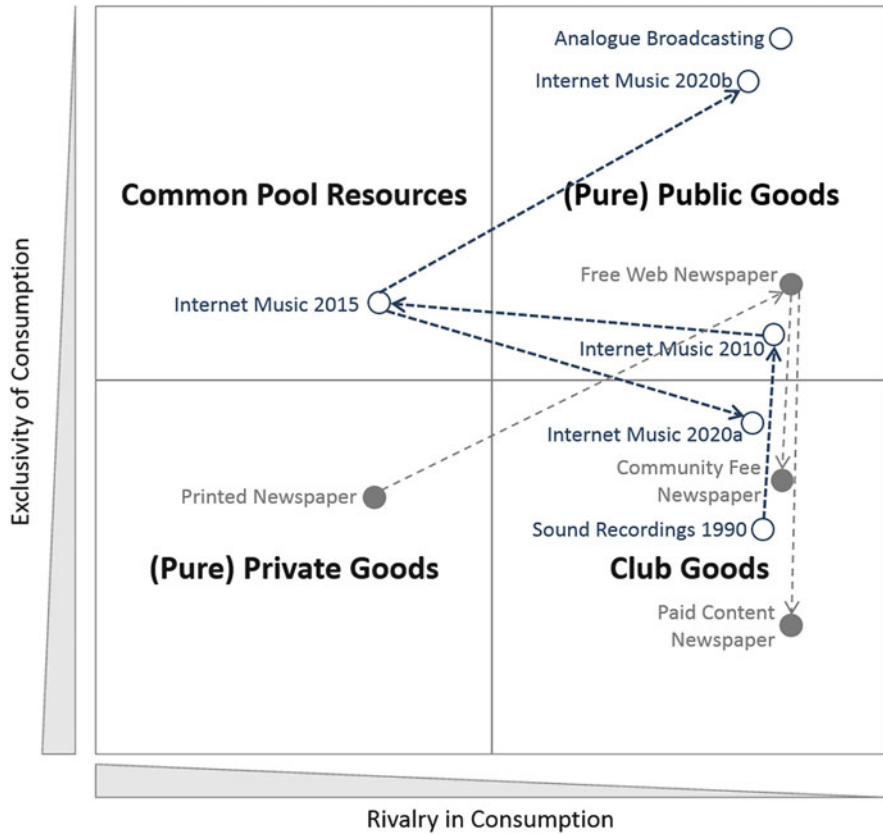 Analogue Broadcasting
Internet Music 2020b
Common Pool Resources
(Pure) Public Goods
Free Web Newspaper
Internet Music 2015
Internet Music 2010
Internet Music 2020a
Community Fee
Newspaper
Printed Newspaper
Sound Recordings 1990
(Pure) Private Goods
Club Goods
Paid Content
Newspaper
Exclusivity of Consumption
Rivalry in Consumption